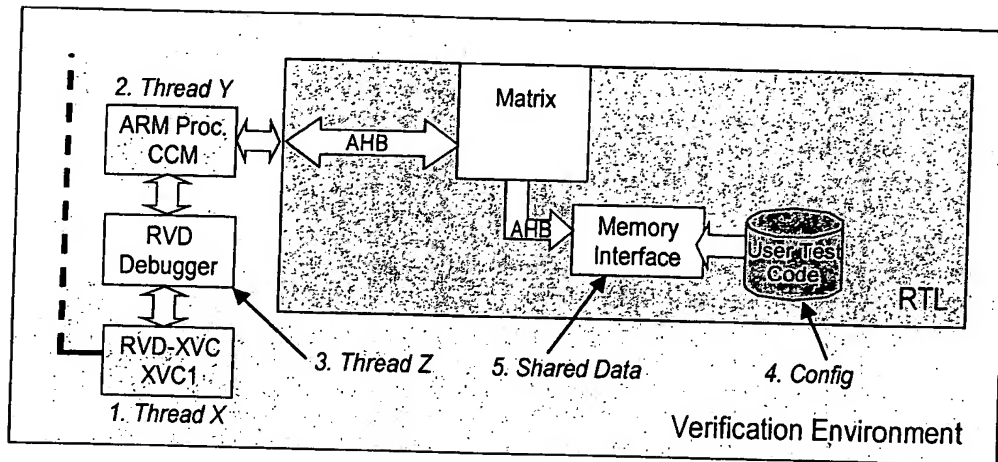 2. Thread Y
ARM Proc.
CCM
AHB
Matrix
RVD
Debugger
AHB
Memory
Interface
User Test
Code
RTL
RVD-XVC
XVC1
1. Thread X
3. Thread Z
5. Shared Data
4. Config
Verification Environment